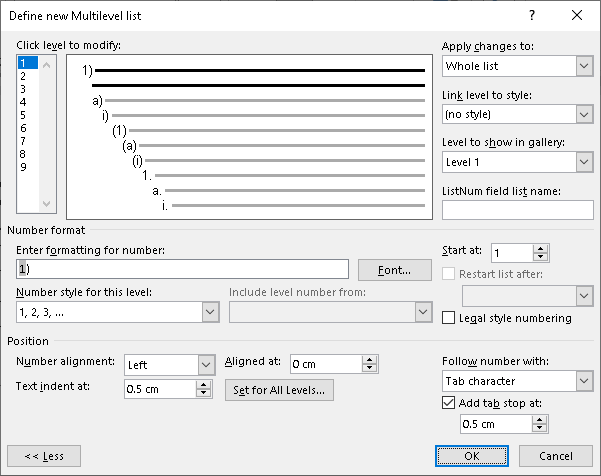 Define new Multilevel list
?
Click level to modify:
1
2
3
4
5
6
7
8
9
1)
a)
i)
(1)
(a)
(i)
1.
a.
i.
Apply changes to:
Whole list
Link level to style:
(no style)
Level to show in gallery:
Level 1
ListNum field list name:
Number format
Enter formatting for number:
1)
Font...
Number style for this level:
1, 2, 3, ...
Include level number from:
Start at:
1
Restart list after:
Legal style numbering
Position
Number alignment:
Left
Aligned at:
0 cm
Text indent at:
0.5 cm
Set for All Levels...
Follow number with:
Tab character
Add tab stop at:
0.5 cm
<< Less
OK
Cancel